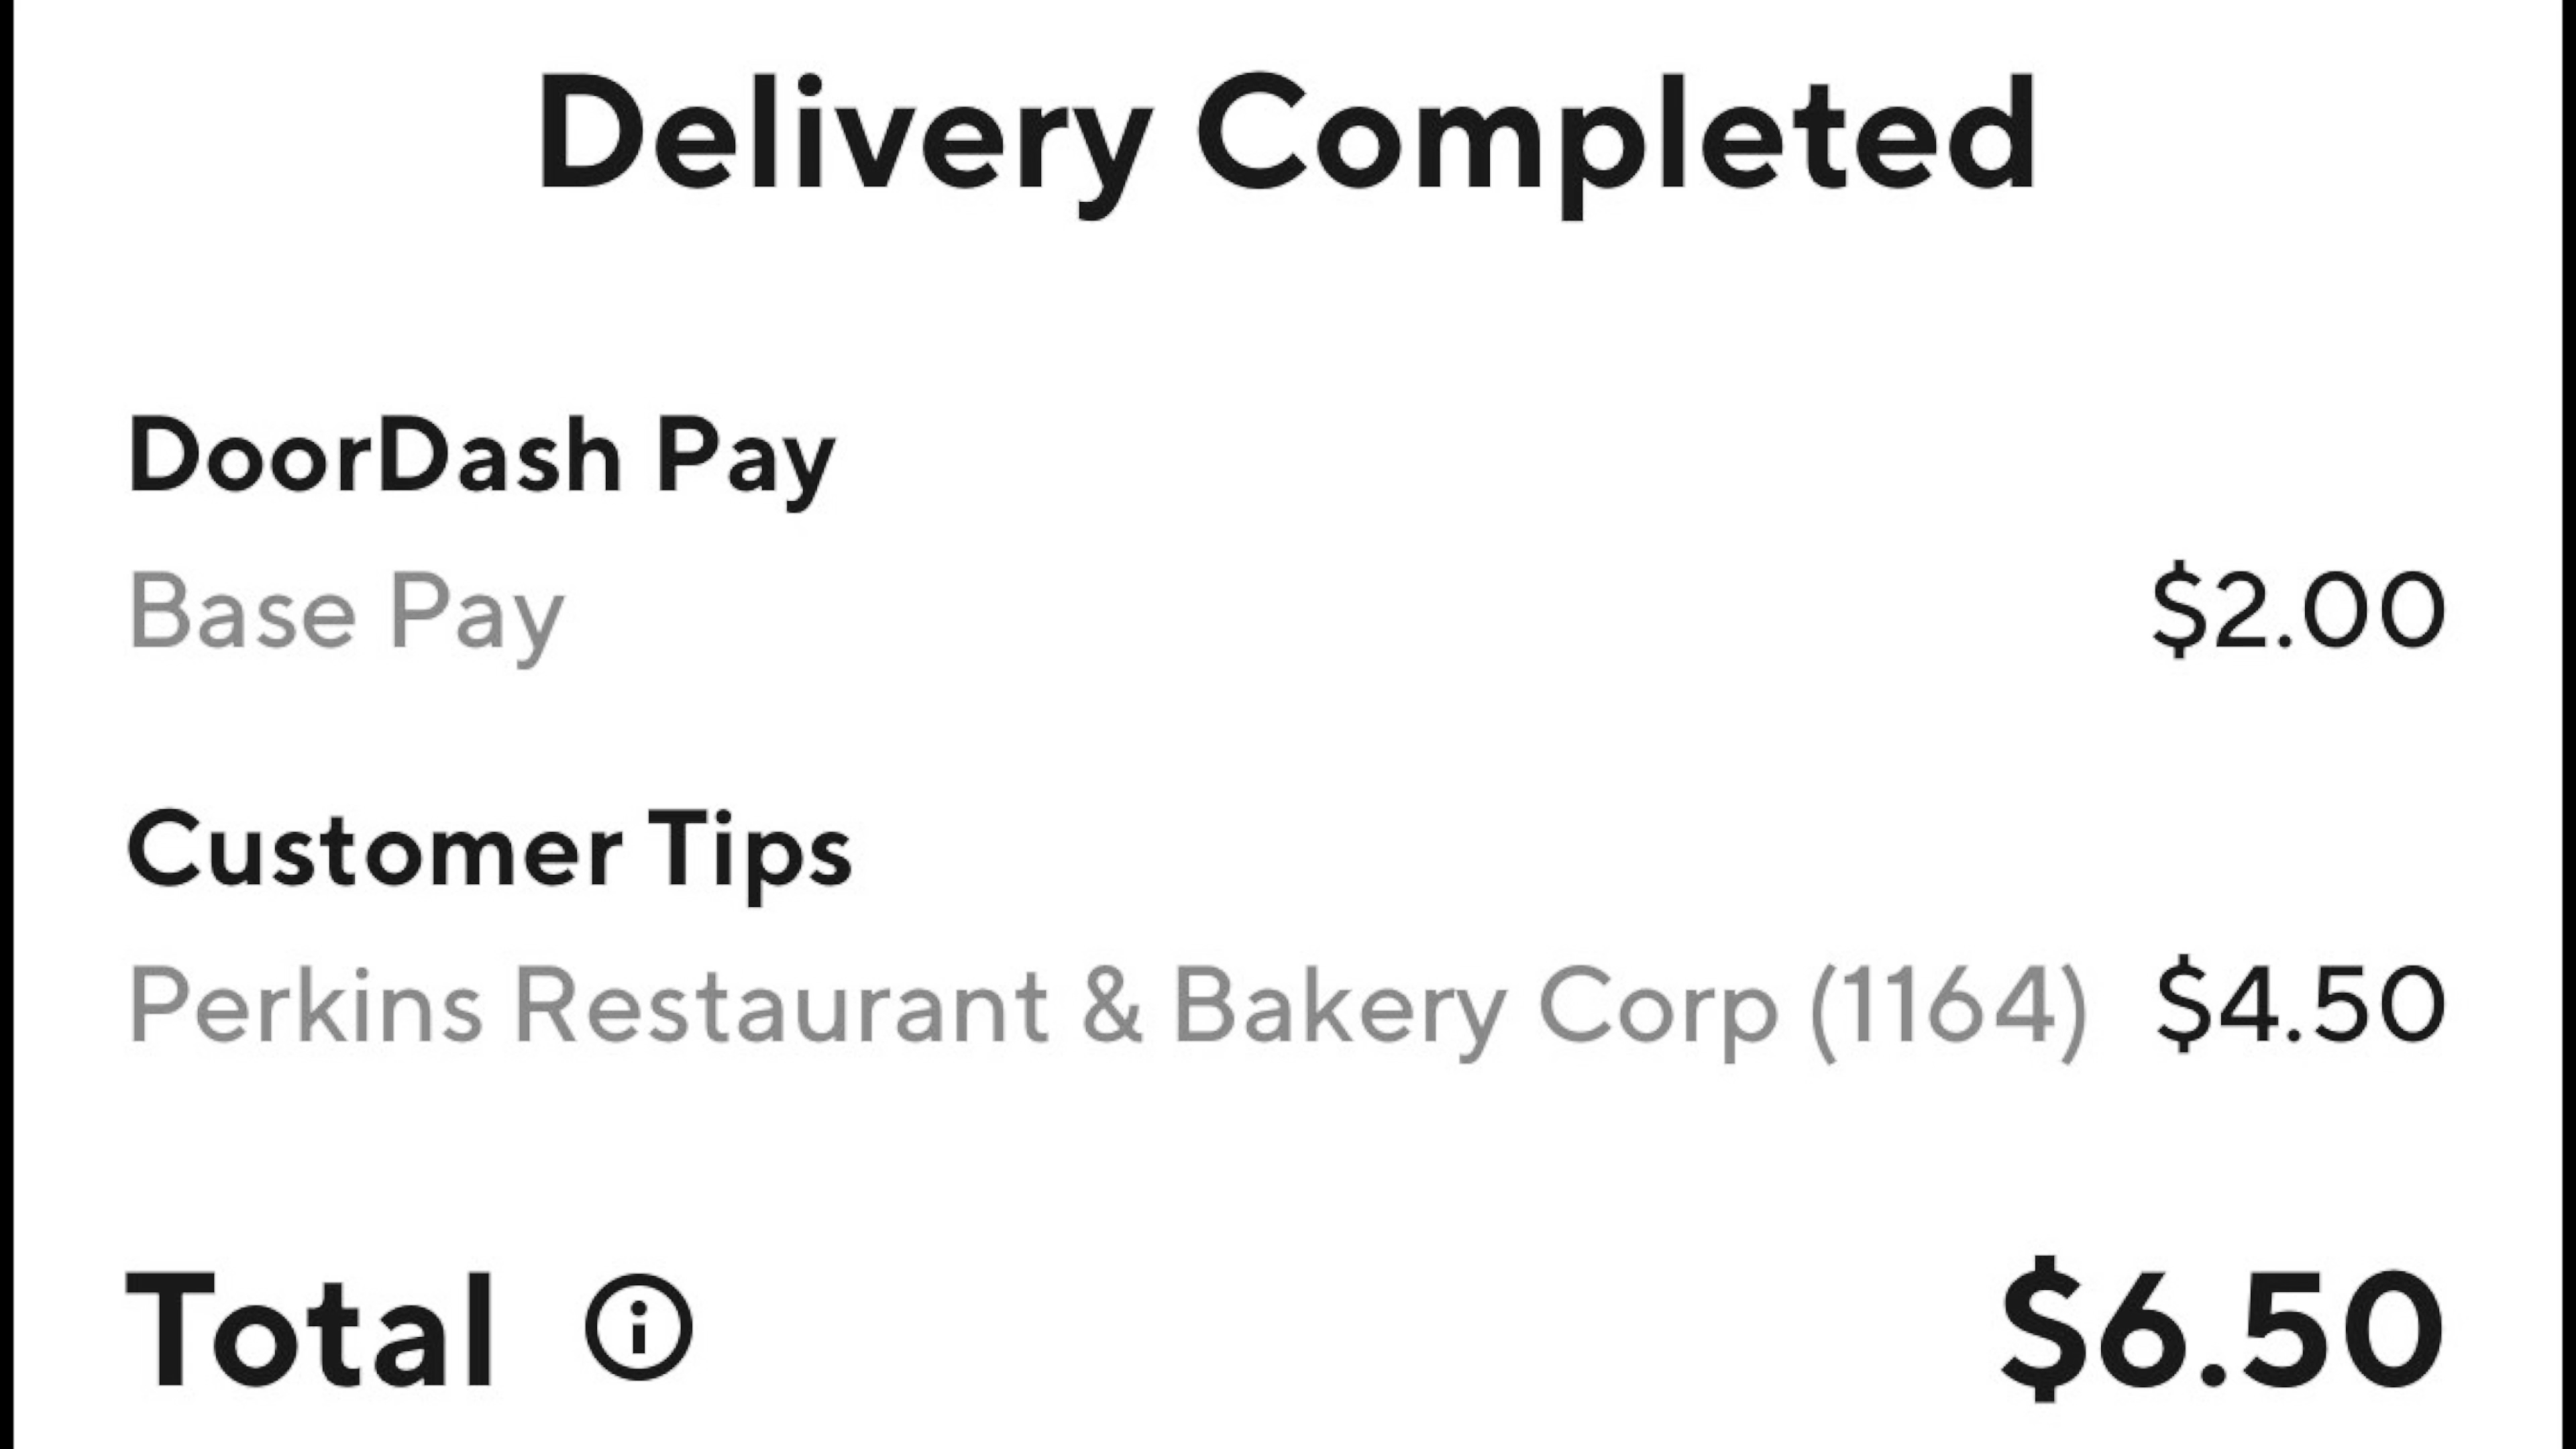 Delivery Completed
DoorDash Pay
Base Pay $2.00
Customer Tips
Perkins Restaurant & Bakery Corp (1164) $4.50
Total $6.50